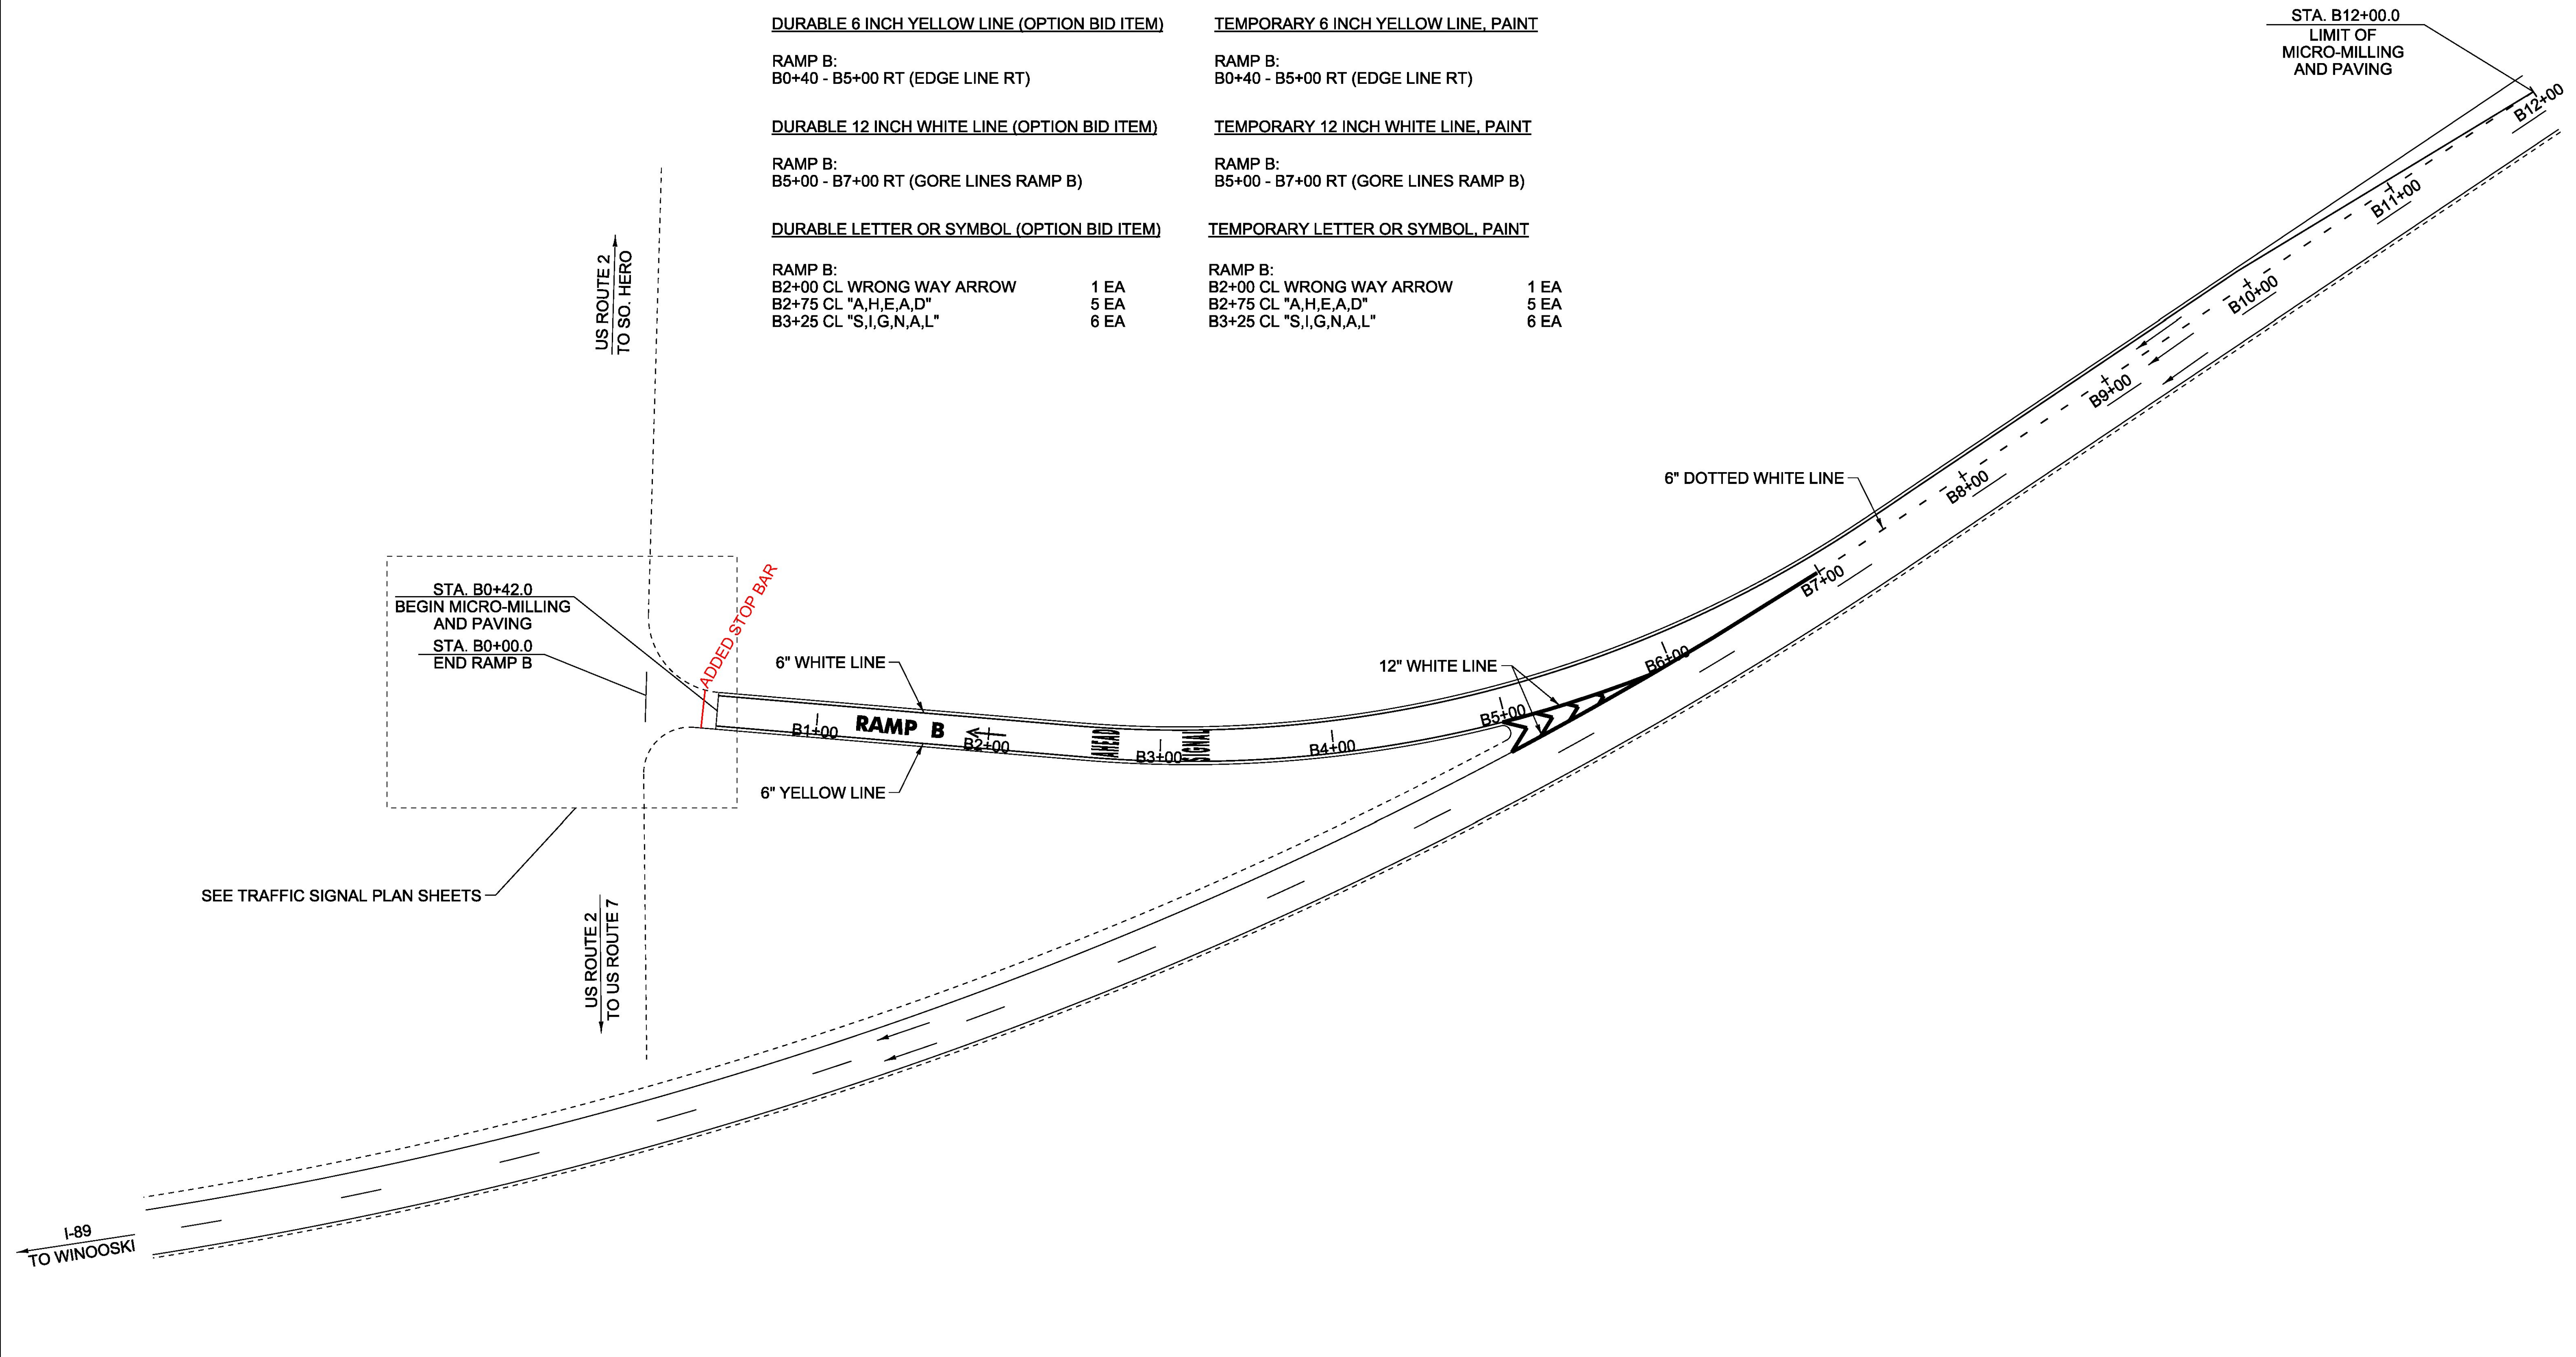 DURABLE 6 INCH YELLOW LINE (OPTION BID ITEM)
RAMP B:
B0+40 - B5+00 RT (EDGE LINE RT)
DURABLE 12 INCH WHITE LINE (OPTION BID ITEM)
RAMP B:
B5+00 - B7+00 RT (GORE LINES RAMP B)
DURABLE LETTER OR SYMBOL (OPTION BID ITEM)
RAMP B:
B2+00 CL WRONG WAY ARROW 1 EA
B2+75 CL "A,H,E,A,D" 5 EA
B3+25 CL "S,I,G,N,A,L" 6 EA
TEMPORARY 6 INCH YELLOW LINE, PAINT
RAMP B:
B0+40 - B5+00 RT (EDGE LINE RT)
TEMPORARY 12 INCH WHITE LINE, PAINT
RAMP B:
B5+00 - B7+00 RT (GORE LINES RAMP B)
TEMPORARY LETTER OR SYMBOL, PAINT
RAMP B:
B2+00 CL WRONG WAY ARROW 1 EA
B2+75 CL "A,H,E,A,D" 5 EA
B3+25 CL "S,I,G,N,A,L" 6 EA
STA. B12+00.0
LIMIT OF
MICRO-MILLING
AND PAVING
B12+00
B11+00
B10+00
B9+00
B8+00
B7+00
6" DOTTED WHITE LINE
US ROUTE 2
TO SO. HERO
STA. B0+42.0
BEGIN MICRO-MILLING
AND PAVING
STA. B0+00.0
END RAMP B
ADDED STOP BAR
6" WHITE LINE
12" WHITE LINE
B6+00
B5+00
B1+00
RAMP B
B2+00
AHEAD
B3+00
SIGNAL
B4+00
6" YELLOW LINE
SEE TRAFFIC SIGNAL PLAN SHEETS
US ROUTE 2
TO US ROUTE 7
I-89
TO WINOOSKI